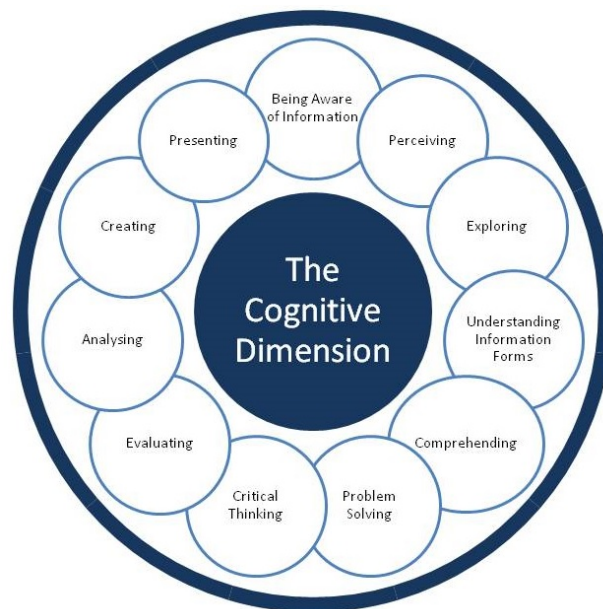 Being Aware
of Information
Perceiving
Exploring
Understanding
Information
Forms
Comprehending
Problem
Solving
Critical
Thinking
Evaluating
Analysing
Creating
Presenting
The
Cognitive
Dimension